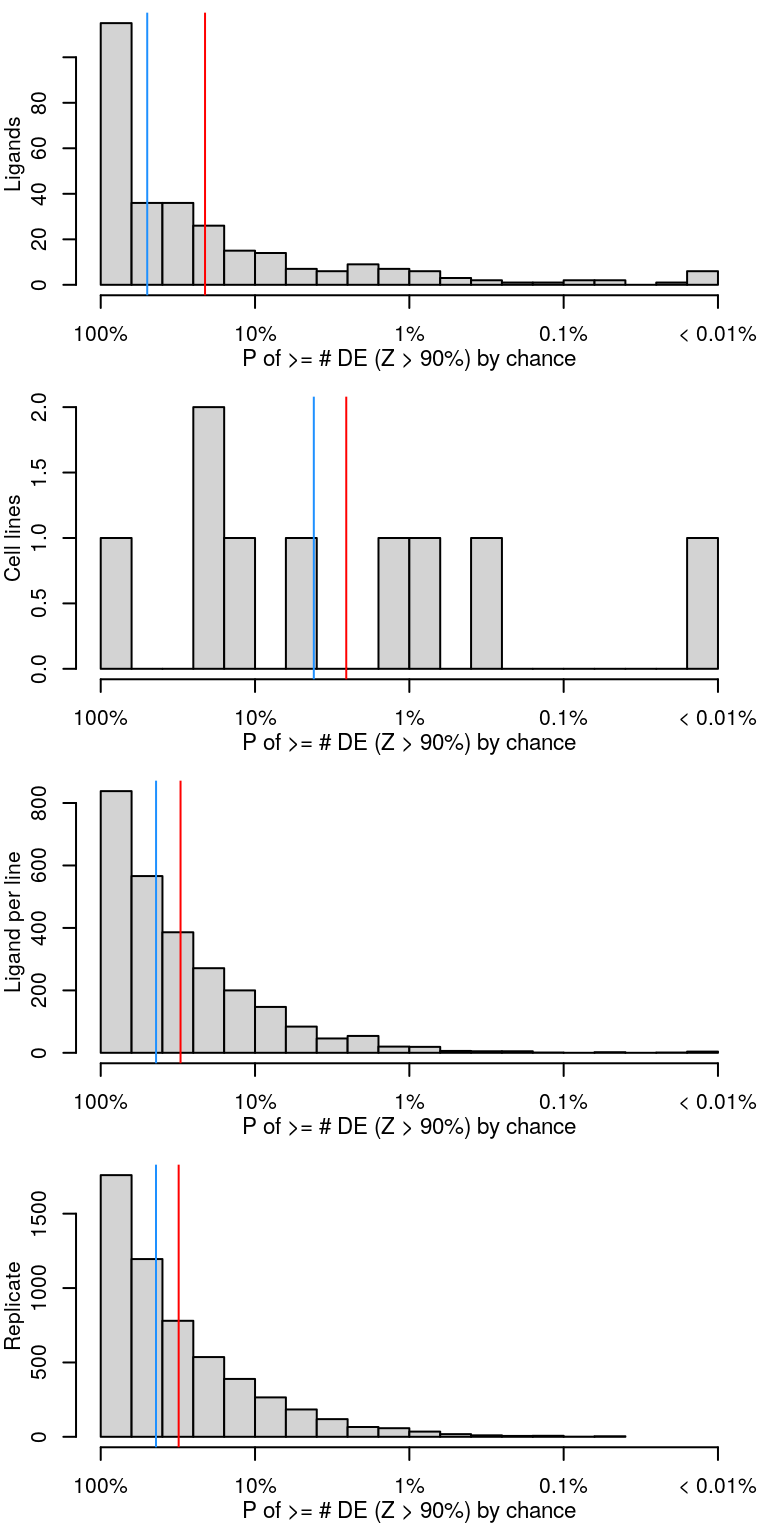 Ligands
0 20 40 60 80
100% 10% 1% 0.1% < 0.01%
P of >= # DE (Z > 90%) by chance
Cell lines
0.0 0.5 1.0 1.5 2.0
100% 10% 1% 0.1% < 0.01%
P of >= # DE (Z > 90%) by chance
Ligand per line
0 200 400 600 800
100% 10% 1% 0.1% < 0.01%
P of >= # DE (Z > 90%) by chance
Replicate
0 500 1000 1500
100% 10% 1% 0.1% < 0.01%
P of >= # DE (Z > 90%) by chance